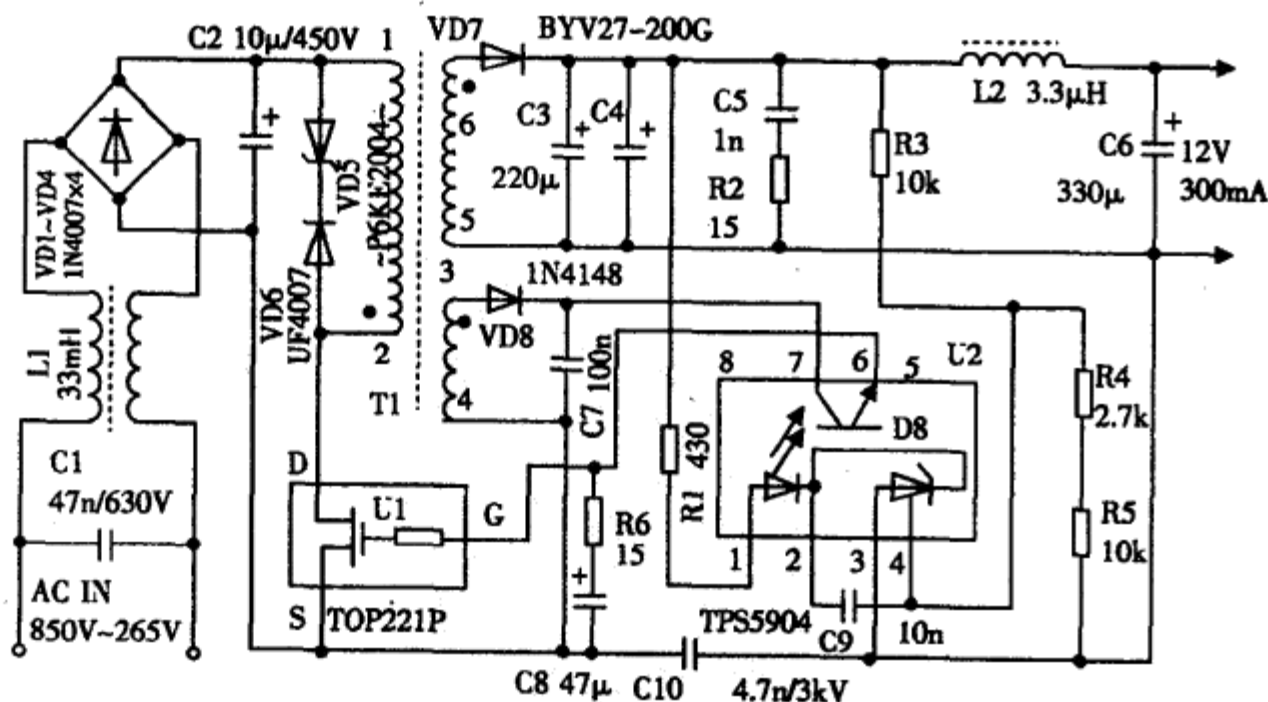 C2 10μ/450V
1
VD7
BYV27-200G
L2 3.3μH
C3
220μ
C4
C5
1n
R2
15
R3
10k
C6
330μ
12V
300mA
6
5
VD1~VD4
1N4007×4
VD5
~P6KE2004~
VD6
UF4007
2
T1
3
1N4148
VD8
4
C7 100n
L1
33mH
C1
47n/630V
AC IN
850V~265V
D
U1
G
S
TOP221P
R6
15
R1 430
8
7
6
5
U2
D8
1
2
3
4
TPS5904
C9
10n
R4
2.7k
R5
10k
C8 47μ
C10
4.7n/3kV